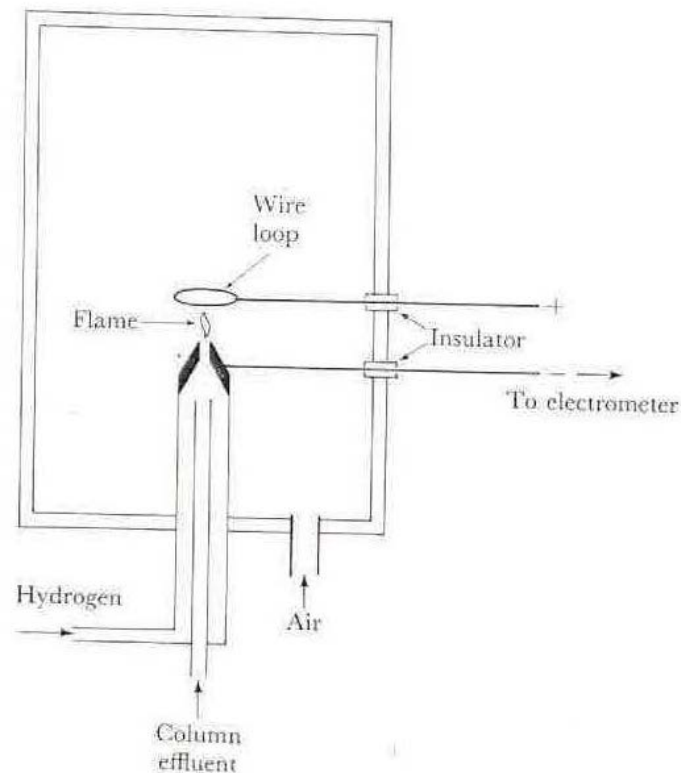 Wire
loop
+
Flame
Insulator
−
To electrometer
Hydrogen
Air
Column
effluent